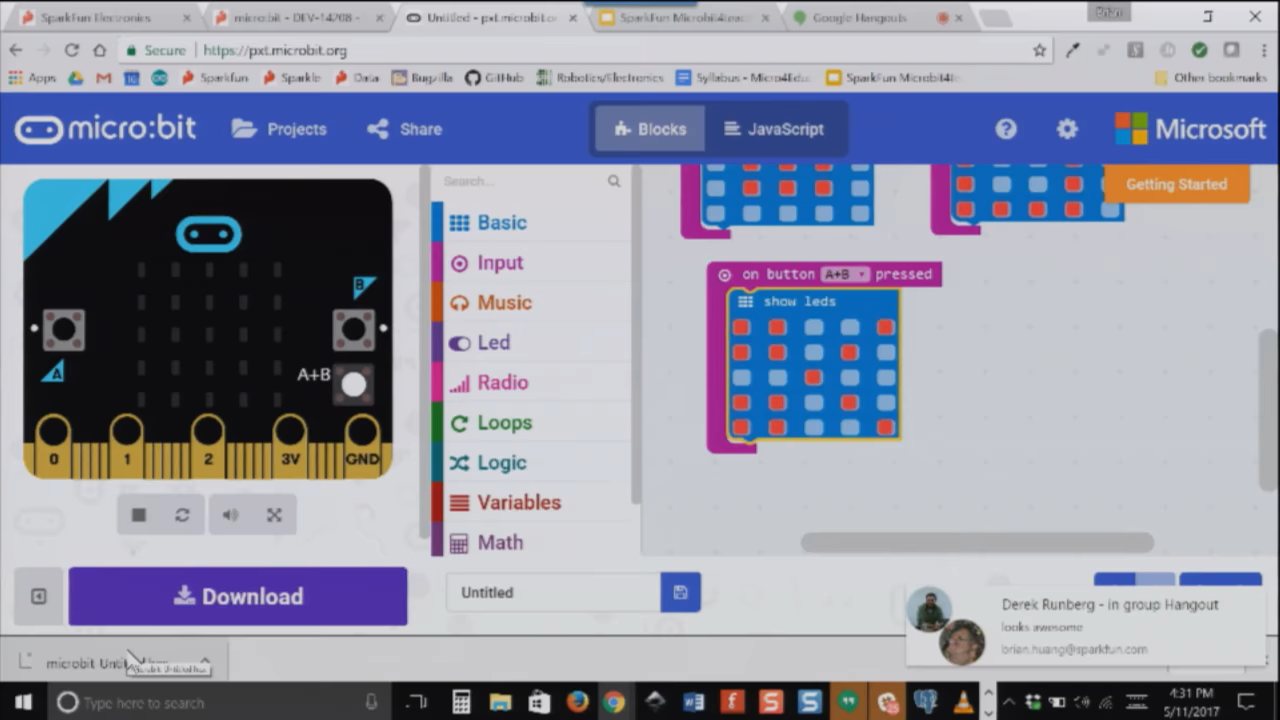 SparkFun Electronics
micro:bit - DEV-14208 -
Untitled - pxt.microbit.or
SparkFun Microbit4teac
Google Hangouts
Brian
Secure
https://pxt.microbit.org
Apps
Sparkfun
Sparkle
Data
Bugzilla
GitHub
Robotics/Electronics
Syllabus - Micro4Edu
SparkFun Microbit4te
Other bookmarks
micro:bit
Projects
Share
Blocks
JavaScript
Microsoft
Search...
Getting Started
Basic
Input
Music
Led
Radio
Loops
Logic
Variables
Math
B
A
A+B
0
1
2
3V
GND
on button A+B pressed
show leds
Download
Untitled
Derek Runberg - in group Hangout
looks awesome
brian.huang@sparkfun.com
microbit
Type here to search
4:31 PM
5/11/2017